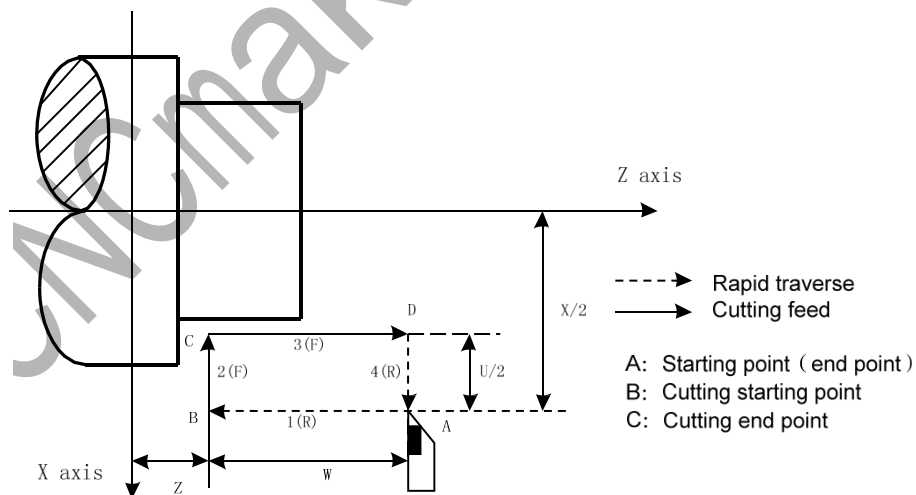 CNCmak
Z axis
Rapid traverse
Cutting feed
X/2
D
C
3(F)
2(F)
4(R)
U/2
A: Starting point ( end point )
B: Cutting starting point
C: Cutting end point
B
1(R)
A
X axis
Z
W